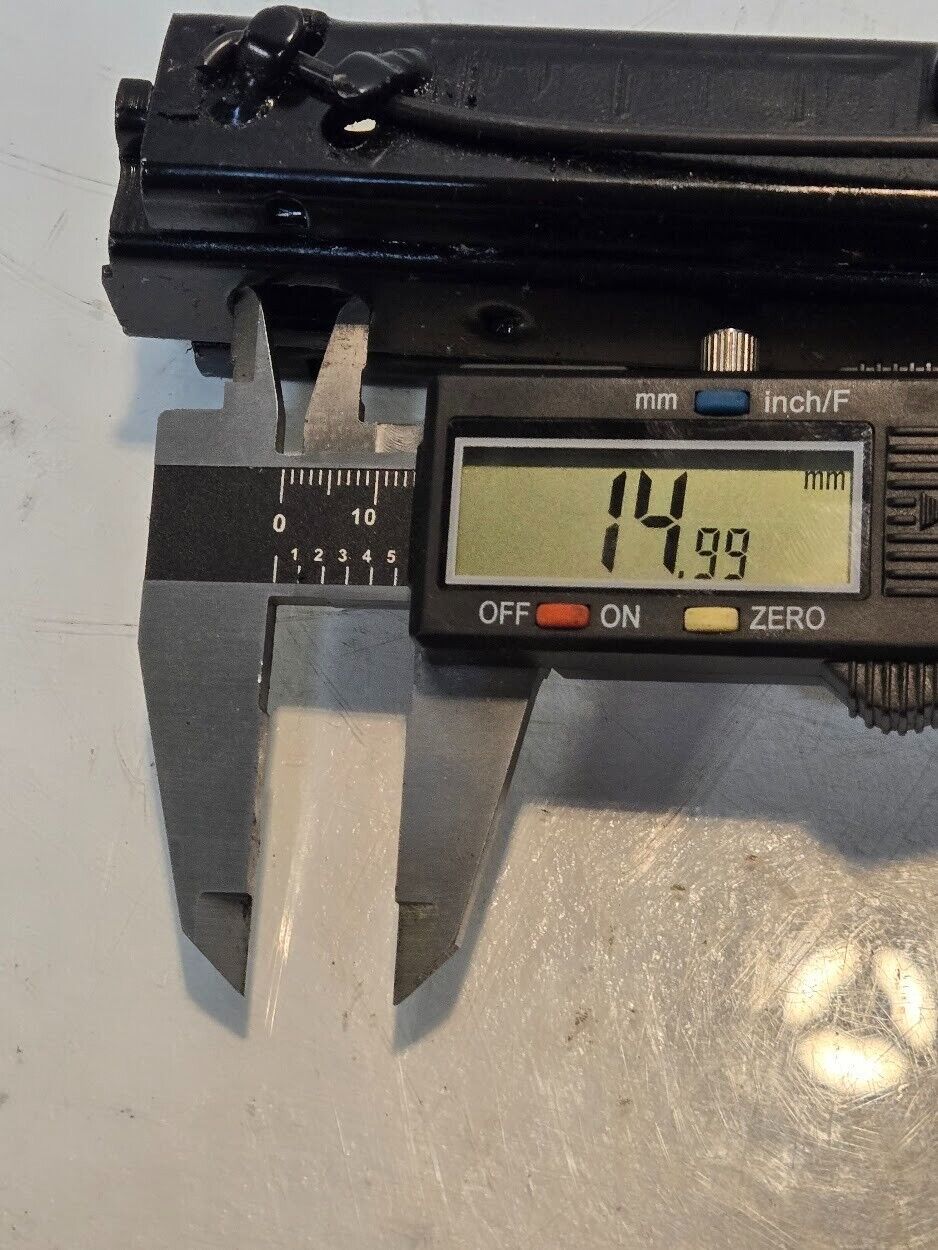 mm inch/F
mm
14.99
0 10
1 2 3 4 5
OFF ON ZERO